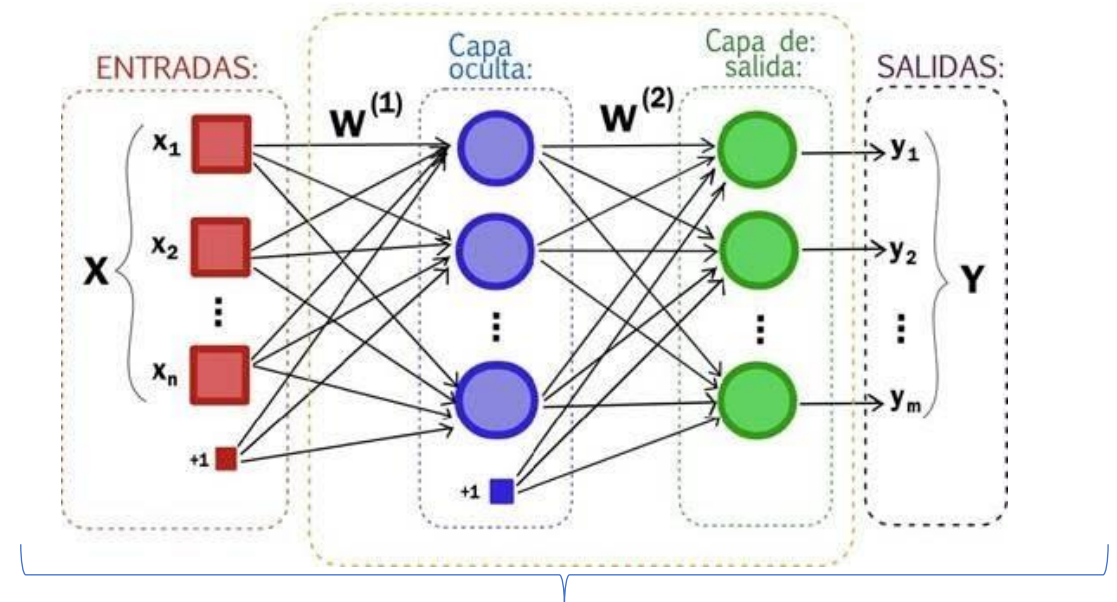 ENTRADAS:
Capa
oculta:
Capa de:
salida:
SALIDAS:
W(1)
W(2)
X
x1
x2
⋮
xn
+1
⋮
+1
⋮
y1
y2
⋮
ym
Y